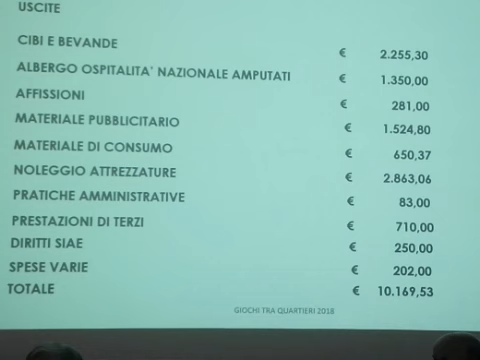 USCITE
CIBI E BEVANDE € 2.255,30
ALBERGO OSPITALITA' NAZIONALE AMPUTATI € 1.350,00
AFFISSIONI € 281,00
MATERIALE PUBBLICITARIO € 1.524,80
MATERIALE DI CONSUMO € 650,37
NOLEGGIO ATTREZZATURE € 2.863,06
PRATICHE AMMINISTRATIVE € 83,00
PRESTAZIONI DI TERZI € 710,00
DIRITTI SIAE € 250,00
SPESE VARIE € 202,00
TOTALE € 10.169,53
GIOCHI TRA QUARTIERI 2018